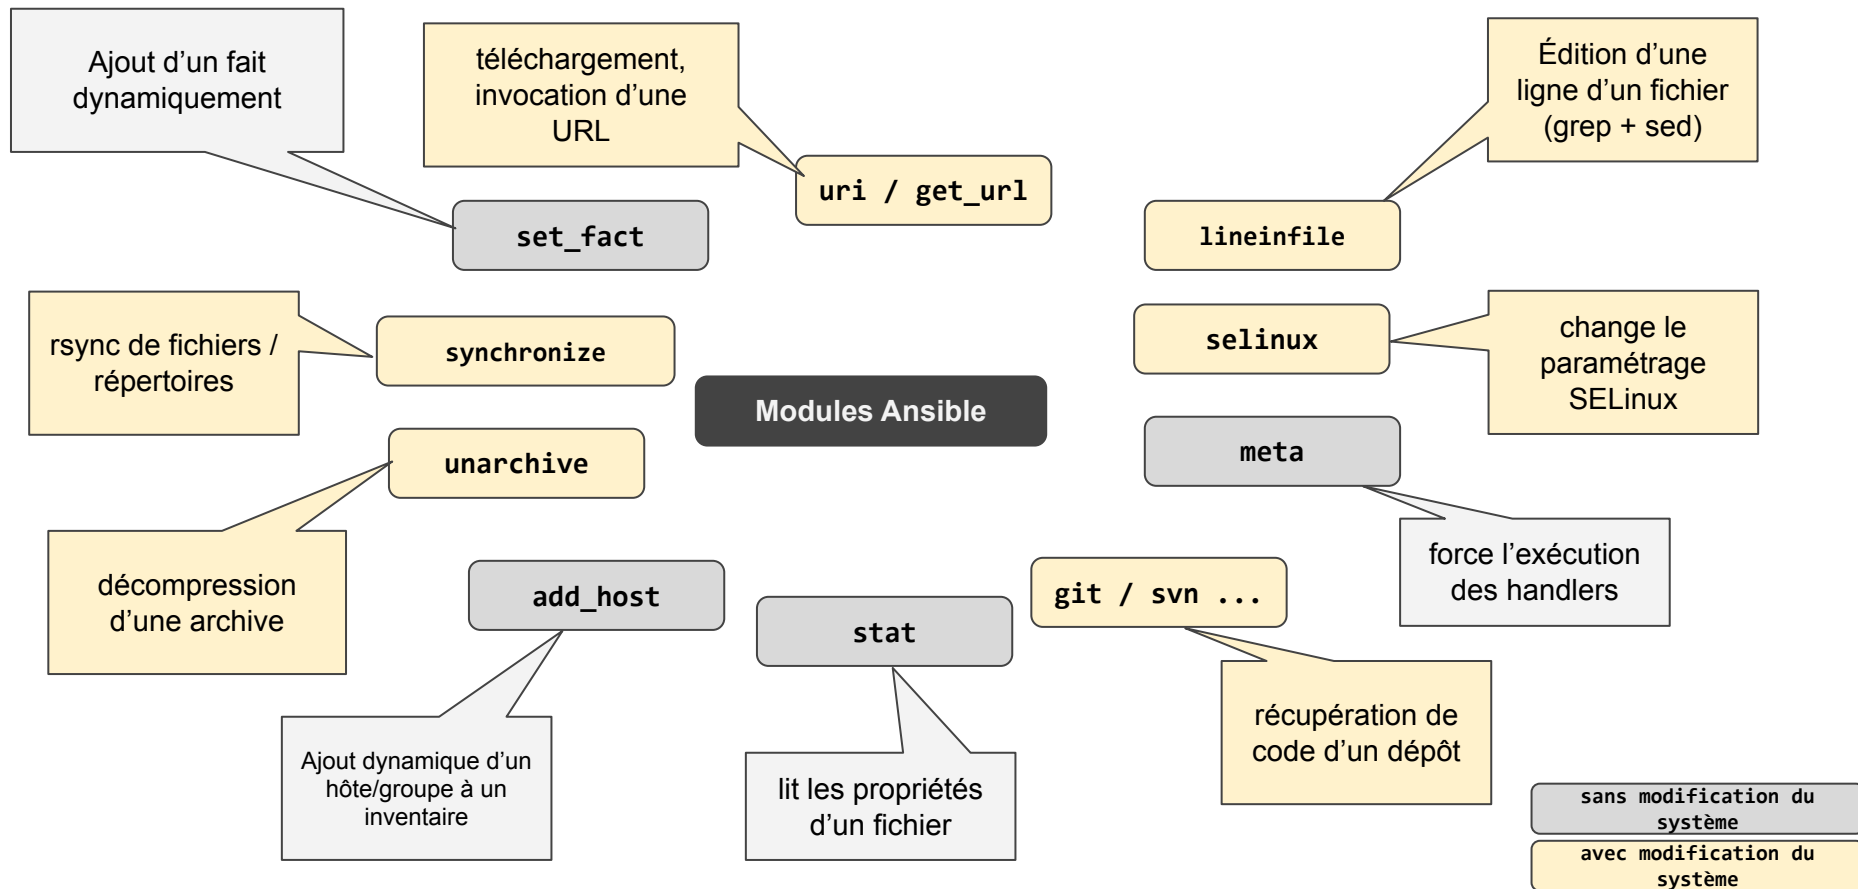 Ajout d’un fait
dynamiquement
téléchargement,
invocation d’une
URL
Édition d’une
ligne d’un fichier
(grep + sed)
uri / get_url
set_fact
lineinfile
rsync de fichiers /
répertoires
synchronize
selinux
change le
paramétrage
SELinux
Modules Ansible
unarchive
meta
décompression
d’une archive
add_host
stat
git / svn ...
force l’exécution
des handlers
Ajout dynamique d’un
hôte/groupe à un
inventaire
lit les propriétés
d’un fichier
récupération de
code d’un dépôt
sans modification du
système
avec modification du
système